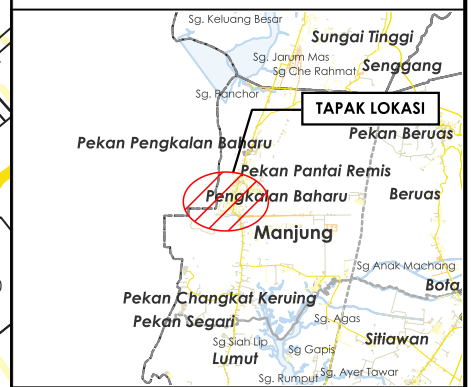 Sg. Keluang Besar
Sungai Tinggi
Sg. Jarum Mas
Senggang
Sg Che Rahmat
Sg. Panchor
TAPAK LOKASI
Pekan Beruas
Pekan Pengkalan Baharu
Pekan Pantai Remis
Pengkalan Baharu
Beruas
Manjung
Sg Anak Machang
Bota
Pekan Changkat Keruing
Pekan Segari
Sg. Agas
Sitiawan
Sg Siah Lip
Sg Gapis
Lumut
Sg. Ayer Tawar
Sg. Rumput